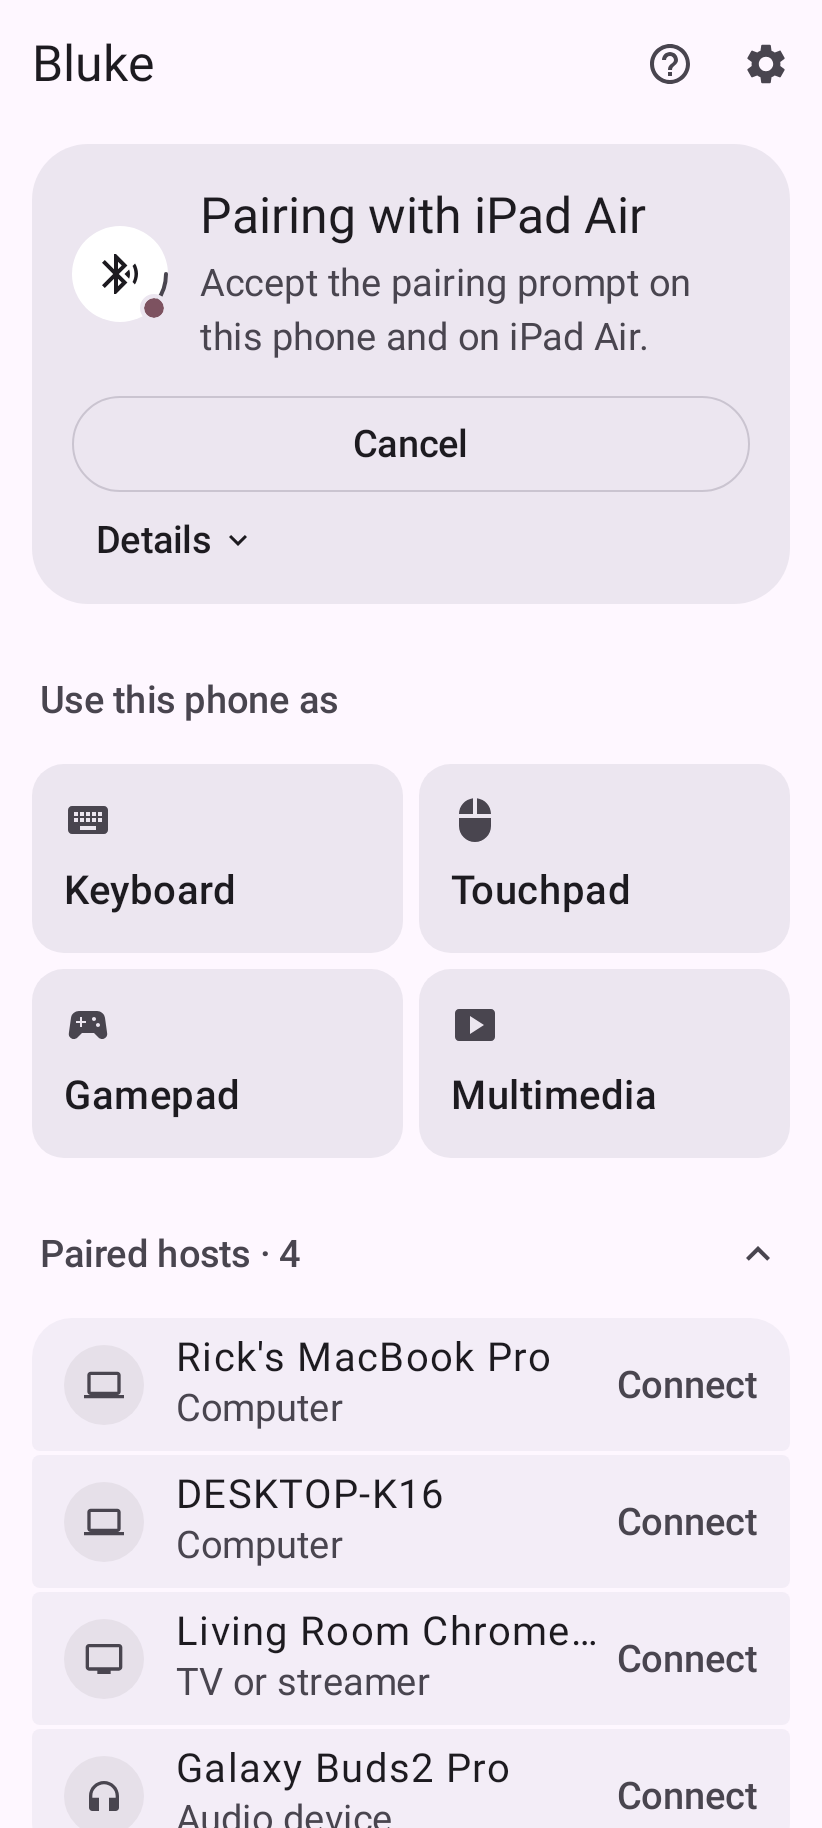 Bluke
Pairing with iPad Air
Accept the pairing prompt on
this phone and on iPad Air.
Cancel
Details
Use this phone as
Keyboard
Touchpad
Gamepad
Multimedia
Paired hosts · 4
Rick's MacBook Pro
Computer
Connect
DESKTOP-K16
Computer
Connect
Living Room Chrome…
TV or streamer
Connect
Galaxy Buds2 Pro
Audio device
Connect